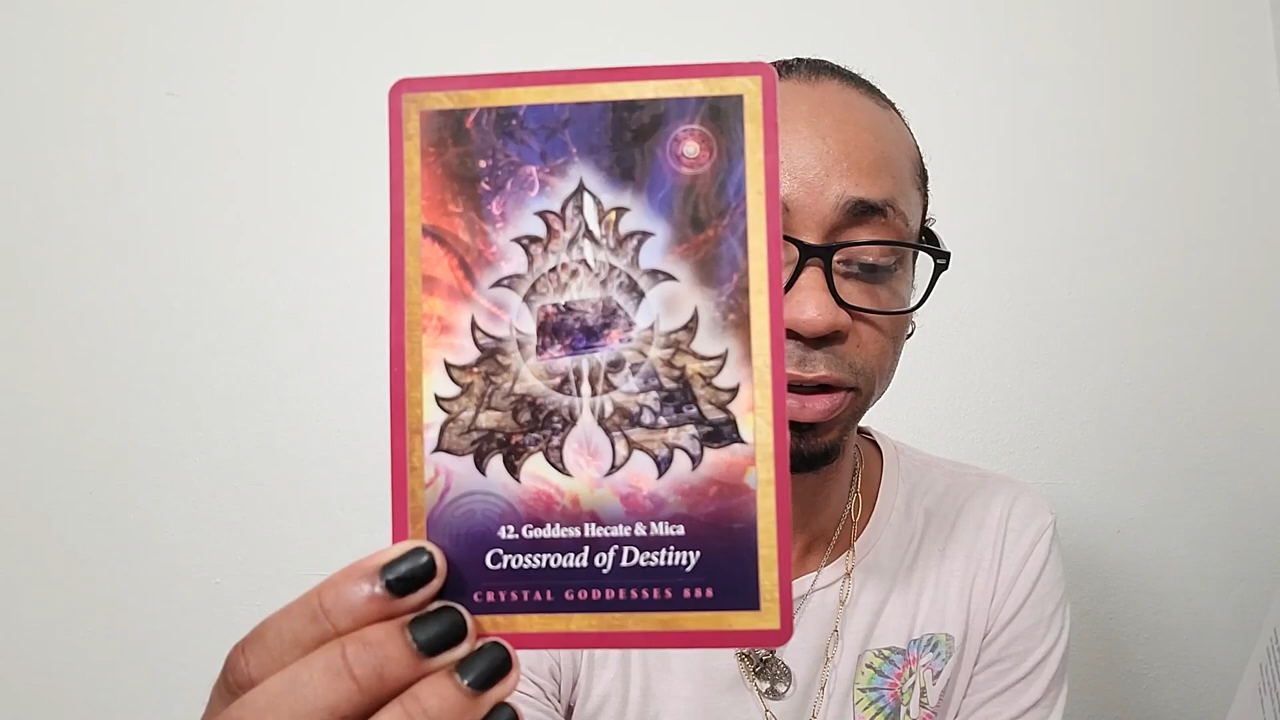 42. Goddess Hecate & Mica
Crossroad of Destiny
CRYSTAL GODDESSES 888